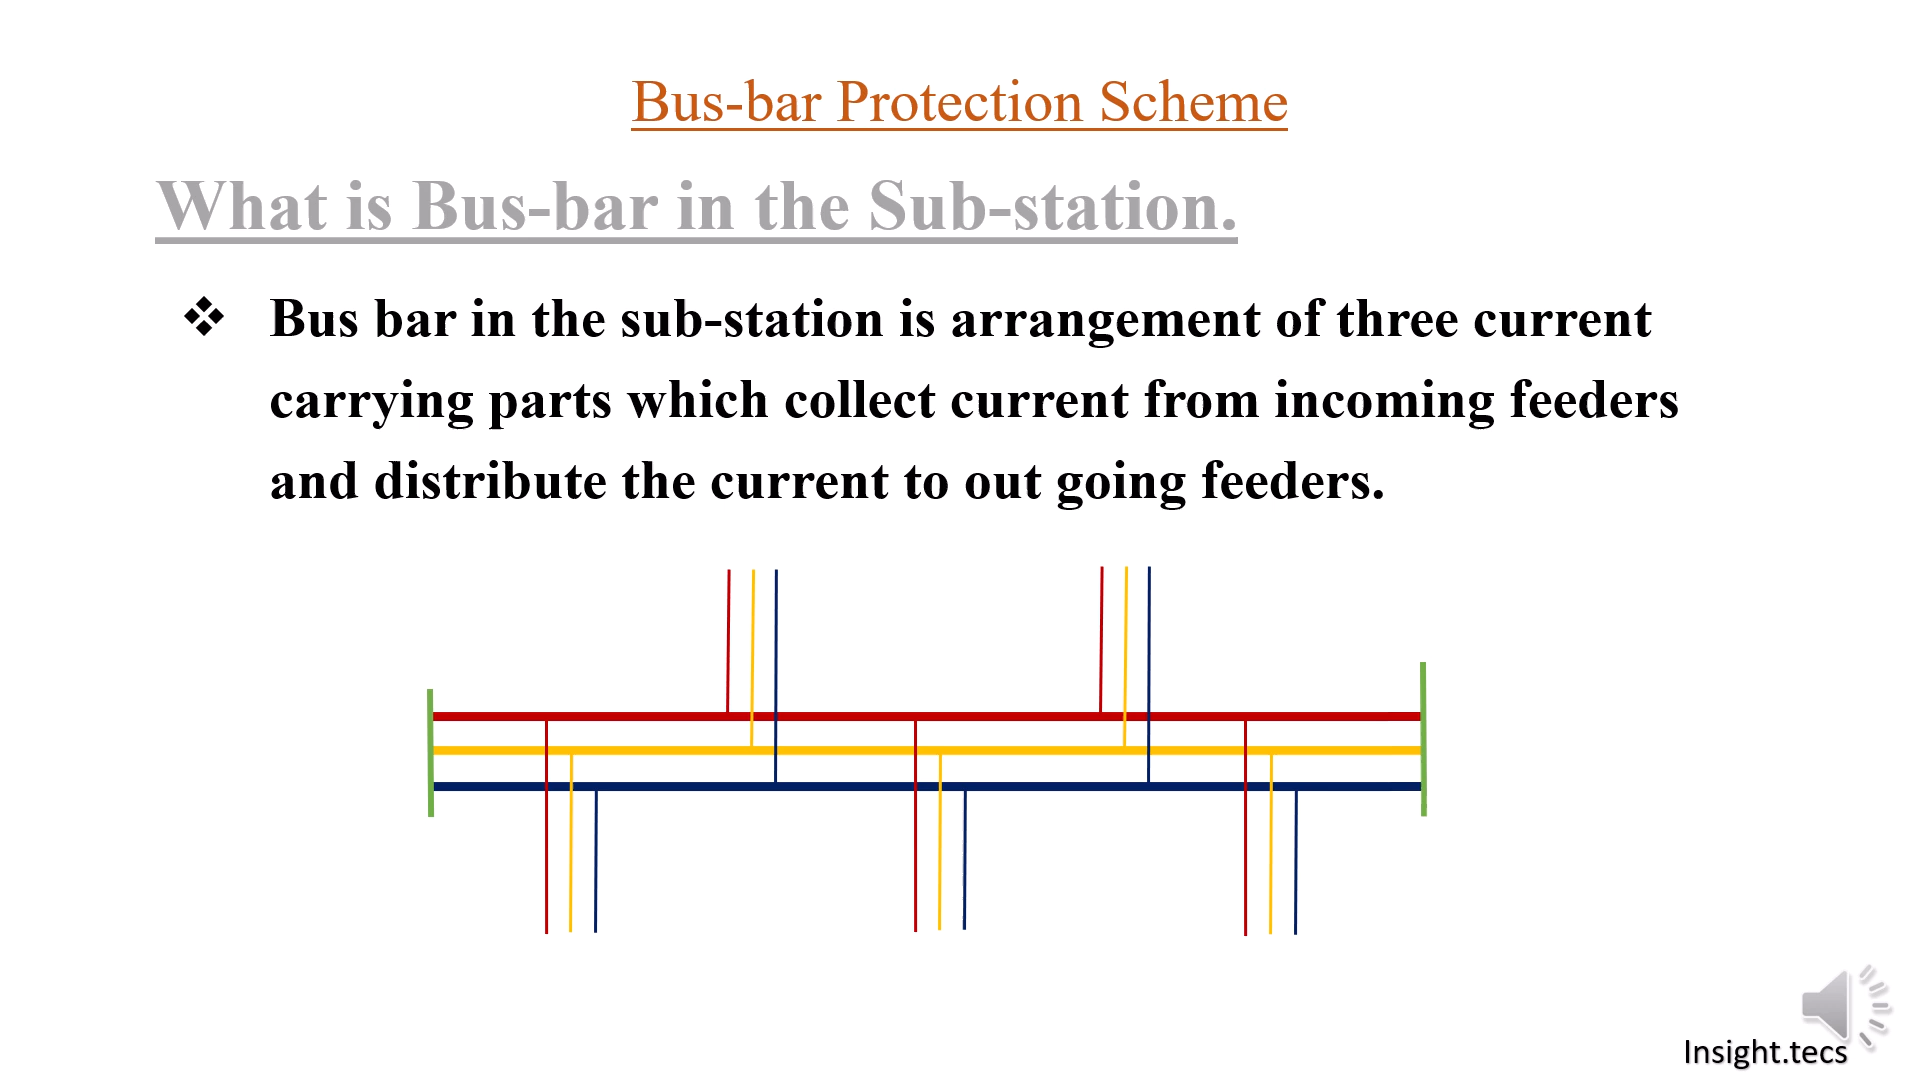 Bus-bar Protection Scheme
What is Bus-bar in the Sub-station.
❖ Bus bar in the sub-station is arrangement of three current
carrying parts which collect current from incoming feeders
and distribute the current to out going feeders.
Insight.tecs